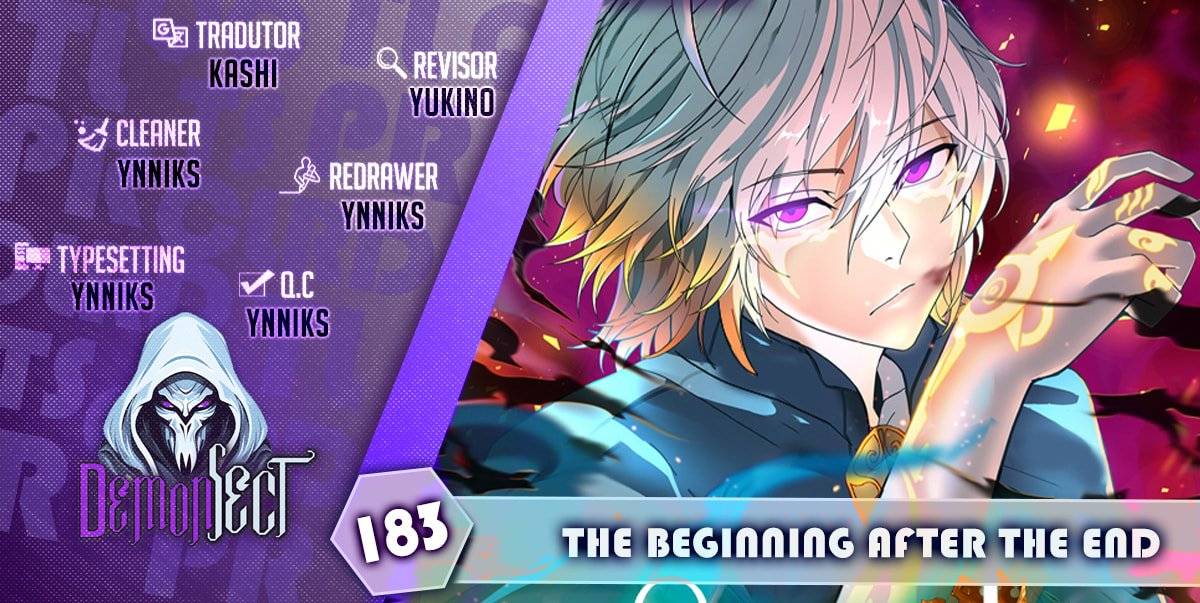 TRADUTOR
KASHI
REVISOR
YUKINO
CLEANER
YNNIKS
REDRAWER
YNNIKS
TYPESETTING
YNNIKS
Q.C
YNNIKS
DEMONSECT
183
THE BEGINNING AFTER THE END